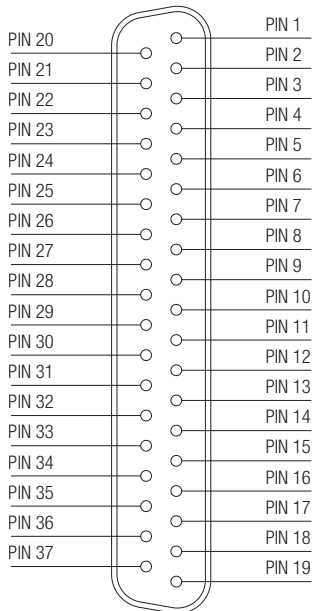 PIN 1
PIN 20
PIN 2
PIN 21
PIN 3
PIN 22
PIN 4
PIN 23
PIN 5
PIN 24
PIN 6
PIN 25
PIN 7
PIN 26
PIN 8
PIN 27
PIN 9
PIN 28
PIN 10
PIN 29
PIN 11
PIN 30
PIN 12
PIN 31
PIN 13
PIN 32
PIN 14
PIN 33
PIN 15
PIN 34
PIN 16
PIN 35
PIN 17
PIN 36
PIN 18
PIN 37
PIN 19